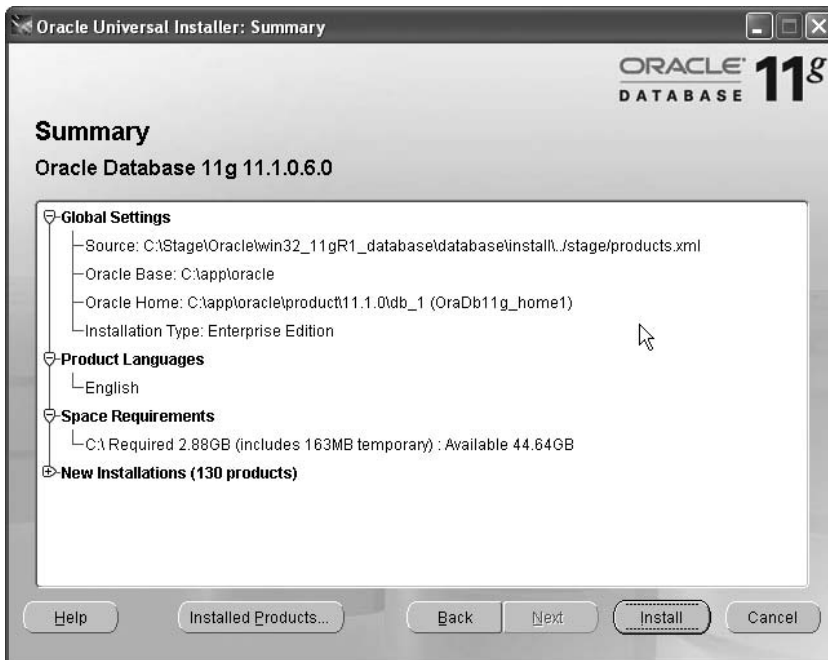 Oracle Universal Installer: Summary
ORACLE
DATABASE 11g
Summary
Oracle Database 11g 11.1.0.6.0
Global Settings
Source: C:\Stage\Oracle\win32_11gR1_database\database\install\../stage/products.xml
Oracle Base: C:\app\oracle
Oracle Home: C:\app\oracle\product\11.1.0\db_1 (OraDb11g_home1)
Installation Type: Enterprise Edition
Product Languages
English
Space Requirements
C:\ Required 2.88GB (includes 163MB temporary) : Available 44.64GB
New Installations (130 products)
Help Installed Products... Back Next Install Cancel